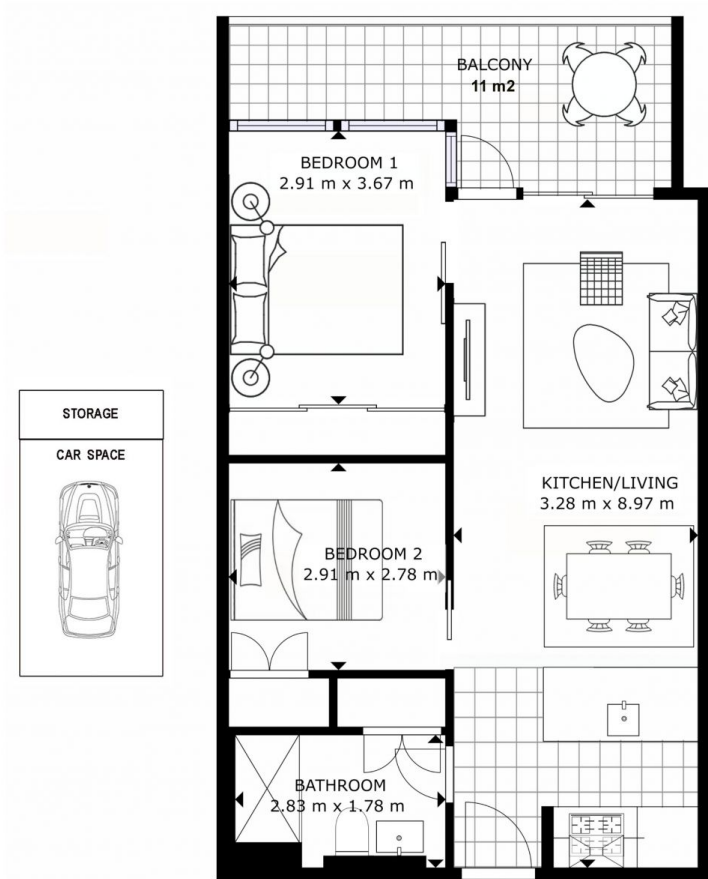 BALCONY
11 m2
BEDROOM 1
2.91 m x 3.67 m
STORAGE
CAR SPACE
KITCHEN/LIVING
3.28 m x 8.97 m
BEDROOM 2
2.91 m x 2.78 m
BATHROOM
2.83 m x 1.78 m